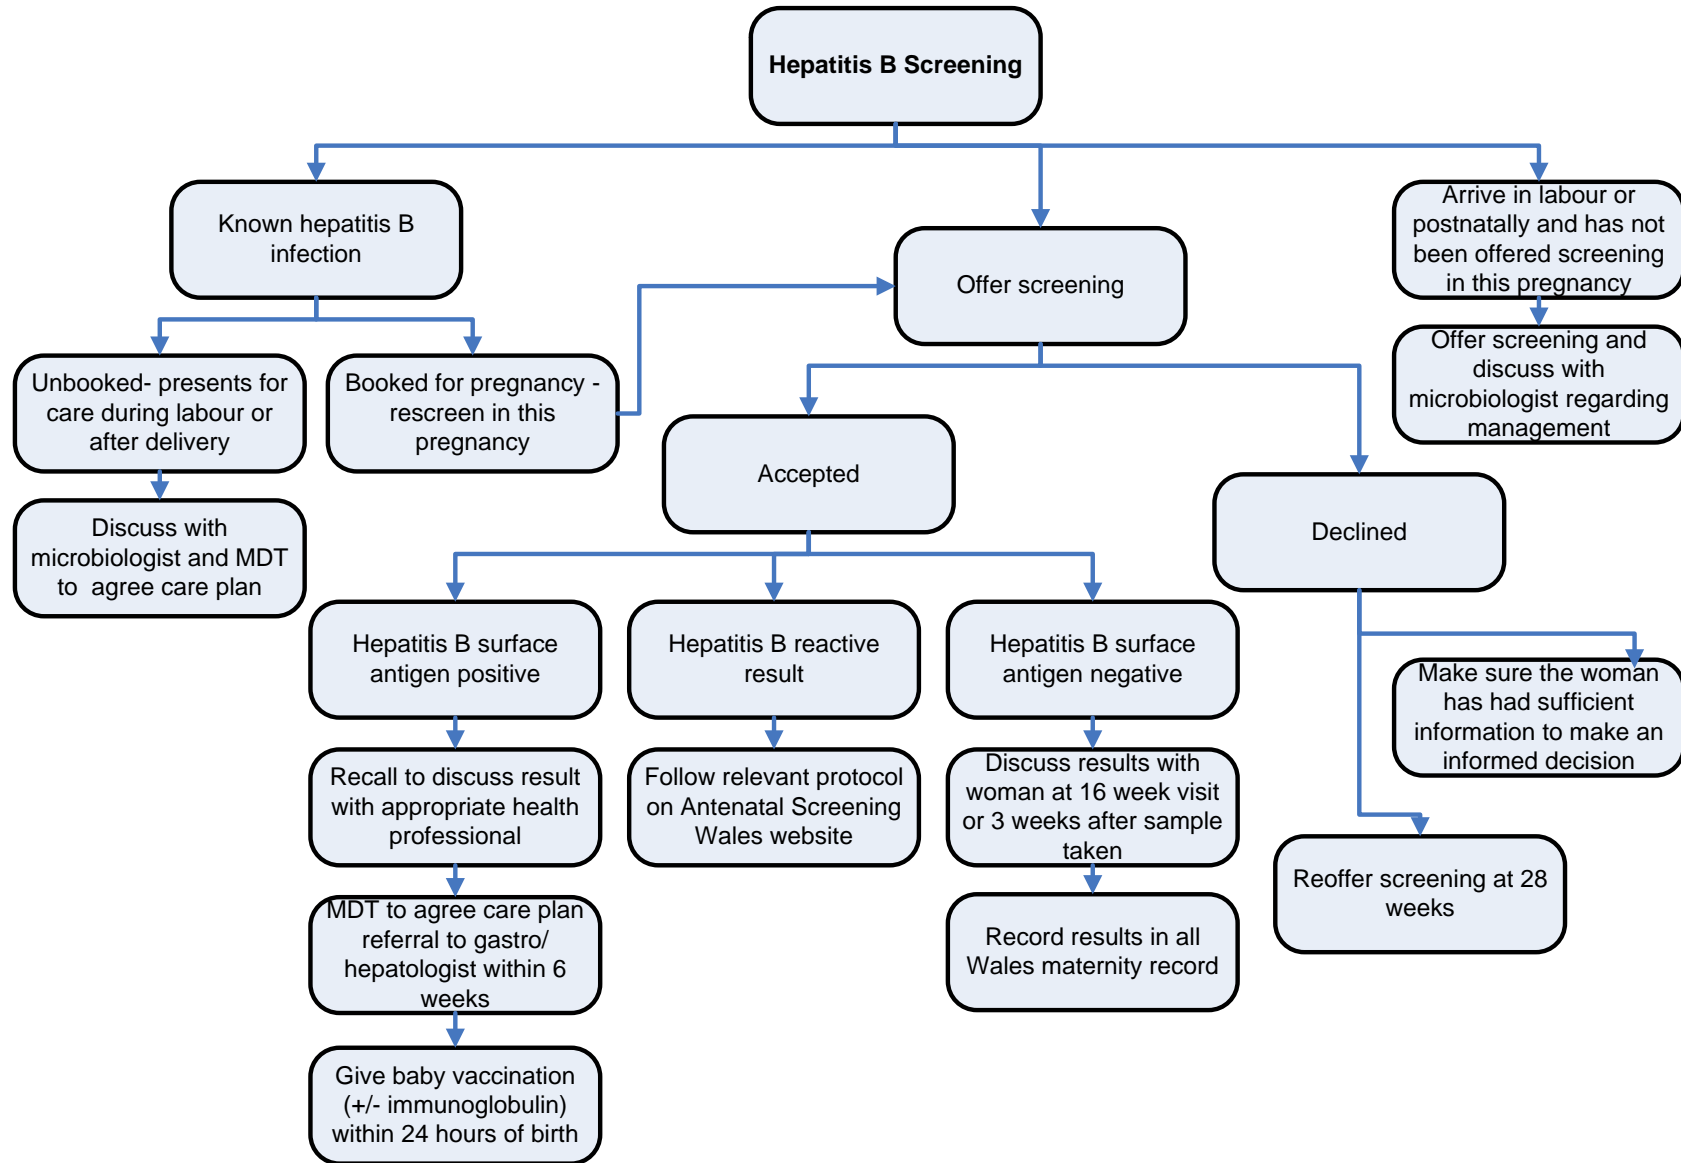 Hepatitis B Screening
Known hepatitis B
infection
Offer screening
Arrive in labour or
postnatally and has not
been offered screening
in this pregnancy
Unbooked- presents for
care during labour or
after delivery
Booked for pregnancy -
rescreen in this
pregnancy
Offer screening and
discuss with
microbiologist regarding
management
Discuss with
microbiologist and MDT
to agree care plan
Accepted
Declined
Hepatitis B surface
antigen positive
Hepatitis B reactive
result
Hepatitis B surface
antigen negative
Make sure the woman
has had sufficient
information to make an
informed decision
Recall to discuss result
with appropriate health
professional
Follow relevant protocol
on Antenatal Screening
Wales website
Discuss results with
woman at 16 week visit
or 3 weeks after sample
taken
Reoffer screening at 28
weeks
MDT to agree care plan
referral to gastro/
hepatologist within 6
weeks
Record results in all
Wales maternity record
Give baby vaccination
(+/- immunoglobulin)
within 24 hours of birth